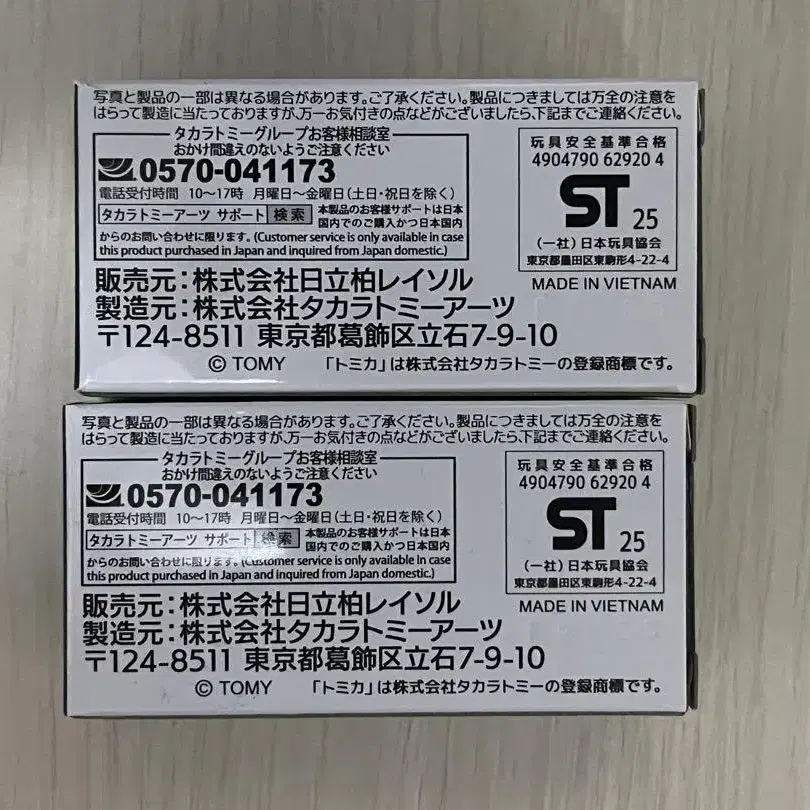 写真と製品の一部は異なる場合があります。ご了承ください。製品につきましては万全の注意を
はらって製造に当たっておりますが、万一お気付きの点などがございましたら、下記までご連絡ください。
タカラトミーグループお客様相談室
おかけ間違えのないようご注意ください
0570-041173
電話受付時間 10〜17時 月曜日〜金曜日(土日・祝日を除く)
タカラトミーアーツ サポート 検索
本製品のお客様サポートは日本
国内でのご購入かつ日本国内
からのお問い合わせに限ります。(Customer service is only available in case
this product purchased in Japan and inquired from Japan domestic.)
玩具安全基準合格
4904790 62920 4
ST 25
(一社)日本玩具協会
東京都墨田区東駒形4-22-4
MADE IN VIETNAM
販売元:株式会社日立柏レイソル
製造元:株式会社タカラトミーアーツ
〒124-8511 東京都葛飾区立石7-9-10
© TOMY 「トミカ」は株式会社タカラトミーの登録商標です。
写真と製品の一部は異なる場合があります。ご了承ください。製品につきましては万全の注意を
はらって製造に当たっておりますが、万一お気付きの点などがございましたら、下記までご連絡ください。
タカラトミーグループお客様相談室
おかけ間違えのないようご注意ください
0570-041173
電話受付時間 10〜17時 月曜日〜金曜日(土日・祝日を除く)
タカラトミーアーツ サポート 検索
本製品のお客様サポートは日本
国内でのご購入かつ日本国内
からのお問い合わせに限ります。(Customer service is only available in case
this product purchased in Japan and inquired from Japan domestic.)
玩具安全基準合格
4904790 62920 4
ST 25
(一社)日本玩具協会
東京都墨田区東駒形4-22-4
MADE IN VIETNAM
販売元:株式会社日立柏レイソル
製造元:株式会社タカラトミーアーツ
〒124-8511 東京都葛飾区立石7-9-10
© TOMY 「トミカ」は株式会社タカラトミーの登録商標です。